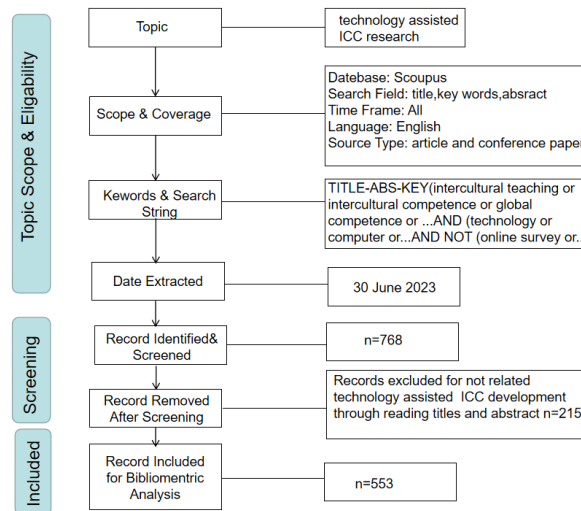 Topic Scope & Eligability
Topic
technology assisted
ICC research
Scope & Coverage
Datebase: Scoupus
Search Field: title,key words,absract
Time Frame: All
Language: English
Source Type: article and conference paper
Kewords & Search
String
TITLE-ABS-KEY(intercultural teaching or
intercultural competence or global
competence or ...AND (technology or
computer or...AND NOT (online survey or...
Date Extracted
30 June 2023
Screening
Record Identified&
Screened
n=768
Record Removed
After Screening
Records excluded for not related
technology assisted ICC development
through reading titles and abstract n=215
Included
Record Included
for Bibliomentric
Analysis
n=553